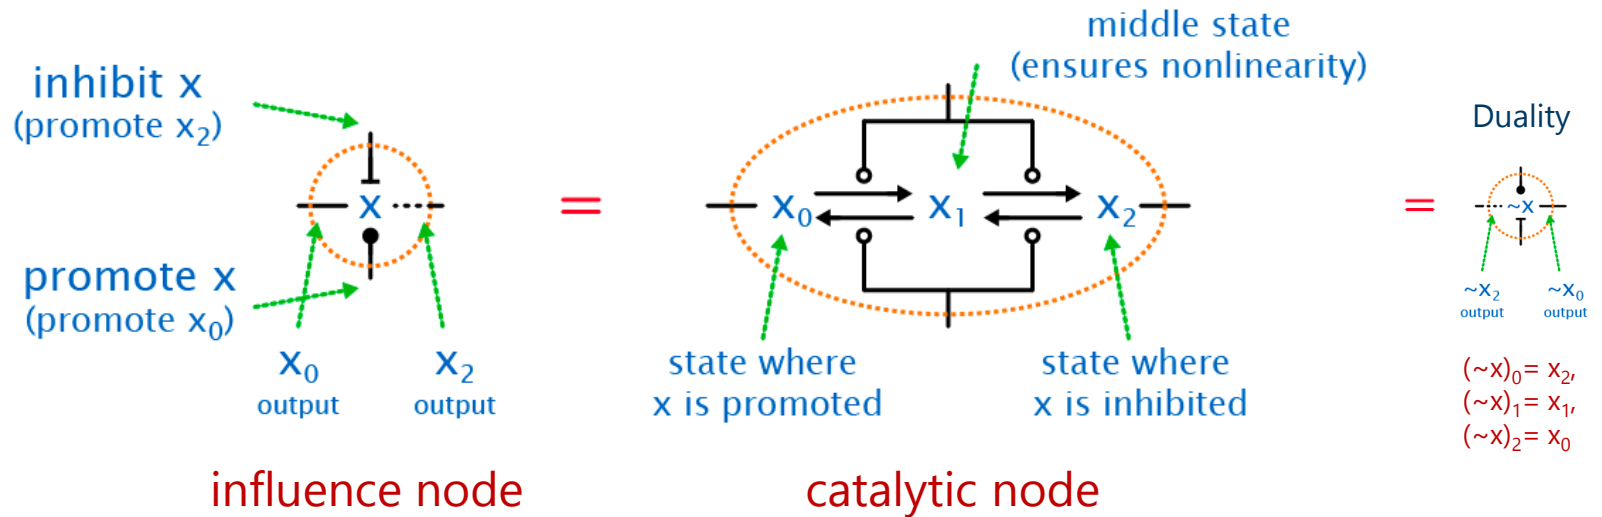 inhibit x
(promote x₂)
x
promote x
(promote x₀)
x₀
output
x₂
output
influence node
=
middle state
(ensures nonlinearity)
x₀
x₁
x₂
state where
x is promoted
state where
x is inhibited
catalytic node
=
Duality
~x
~x₂
output
~x₀
output
(~x)₀= x₂,
(~x)₁= x₁,
(~x)₂= x₀